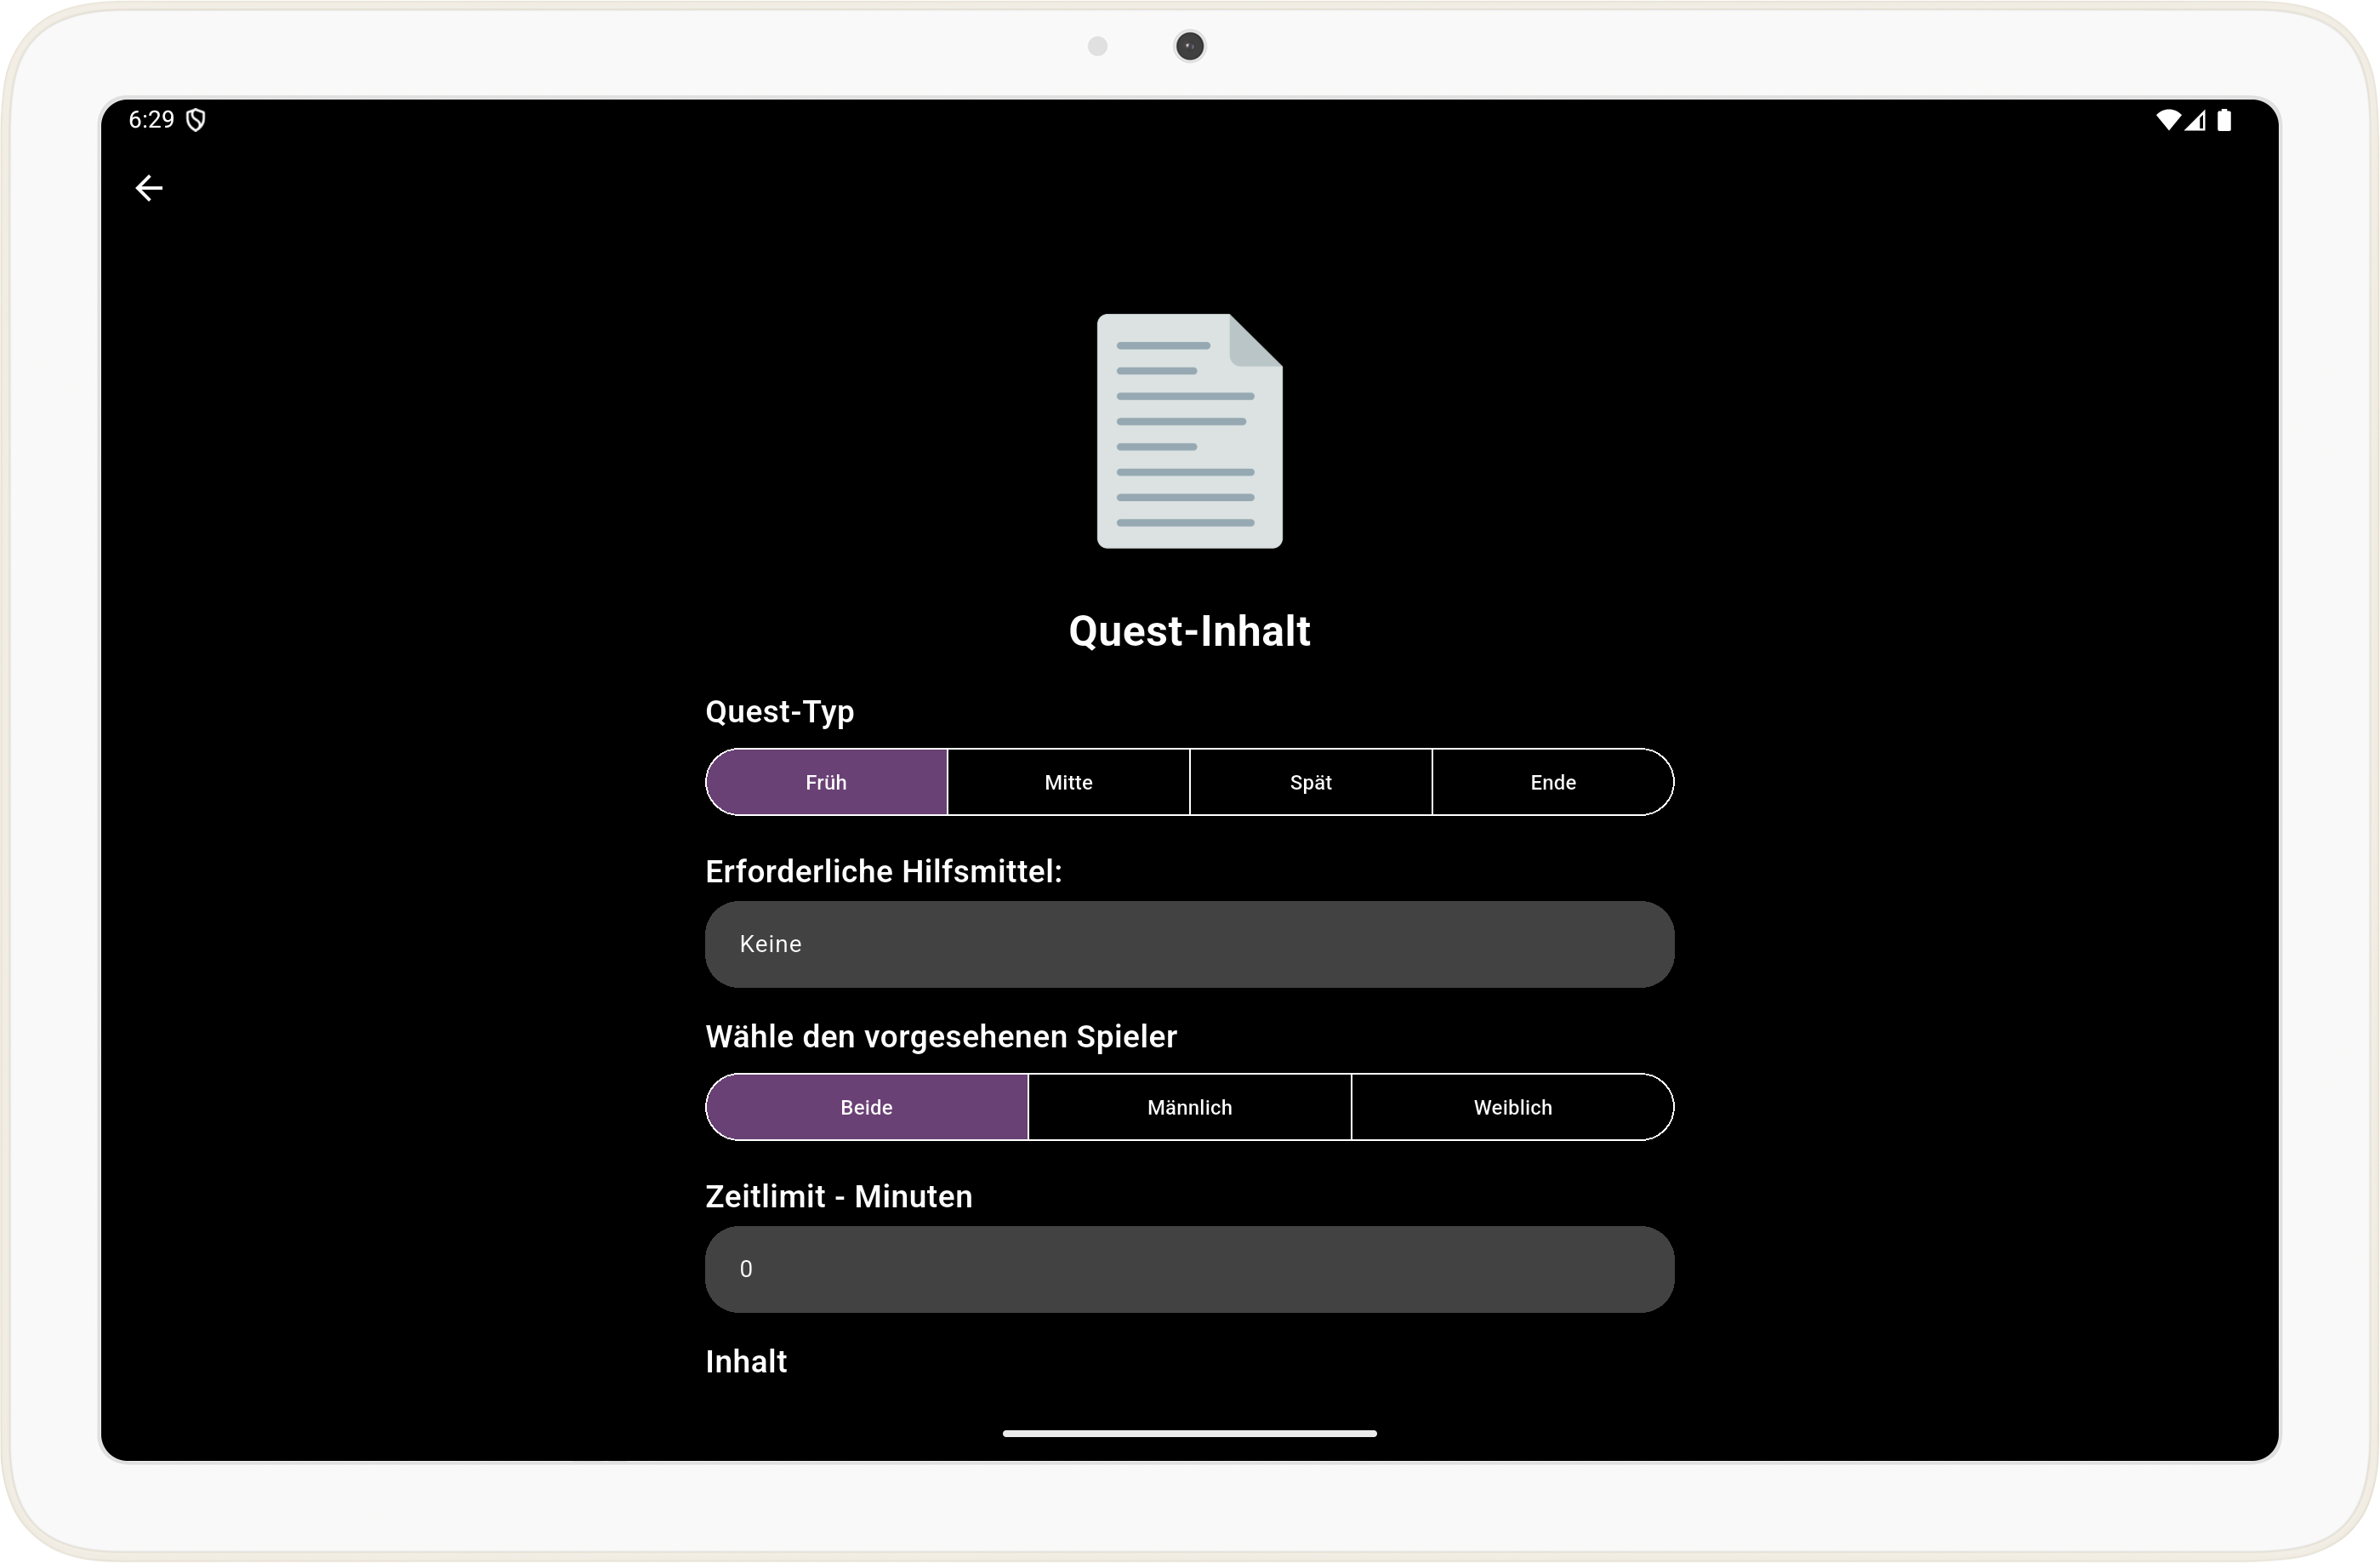 6:29
Quest-Inhalt
Quest-Typ
Früh Mitte Spät Ende
Erforderliche Hilfsmittel:
Keine
Wähle den vorgesehenen Spieler
Beide Männlich Weiblich
Zeitlimit - Minuten
0
Inhalt